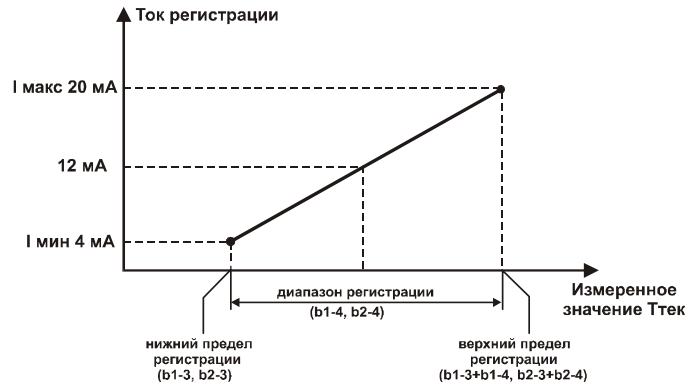 Ток регистрации
I макс 20 мА
12 мА
I мин 4 мА
диапазон регистрации
(b1-4, b2-4)
Измеренное
значение Ттек
нижний предел
регистрации
(b1-3, b2-3)
верхний предел
регистрации
(b1-3+b1-4, b2-3+b2-4)